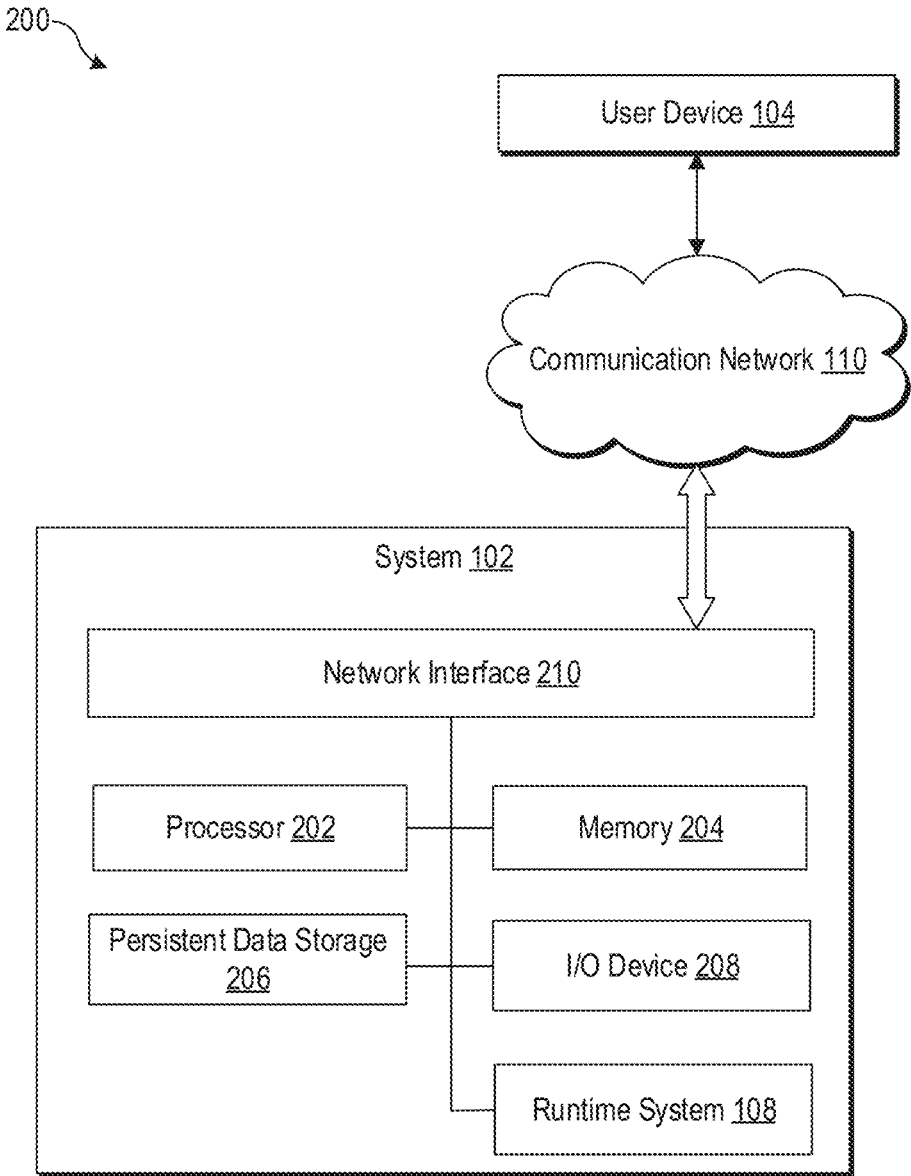 200
User Device 104
Communication Network 110
System 102
Network Interface 210
Processor 202
Memory 204
Persistent Data Storage
206
I/O Device 208
Runtime System 108